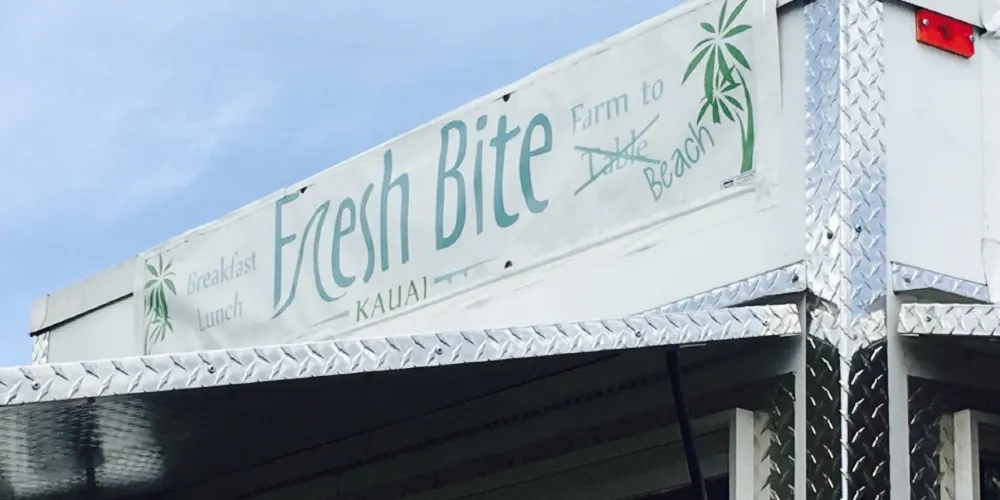 Breakfast
Lunch
Fresh Bite
KAUAI
Farm to
Table
Beach